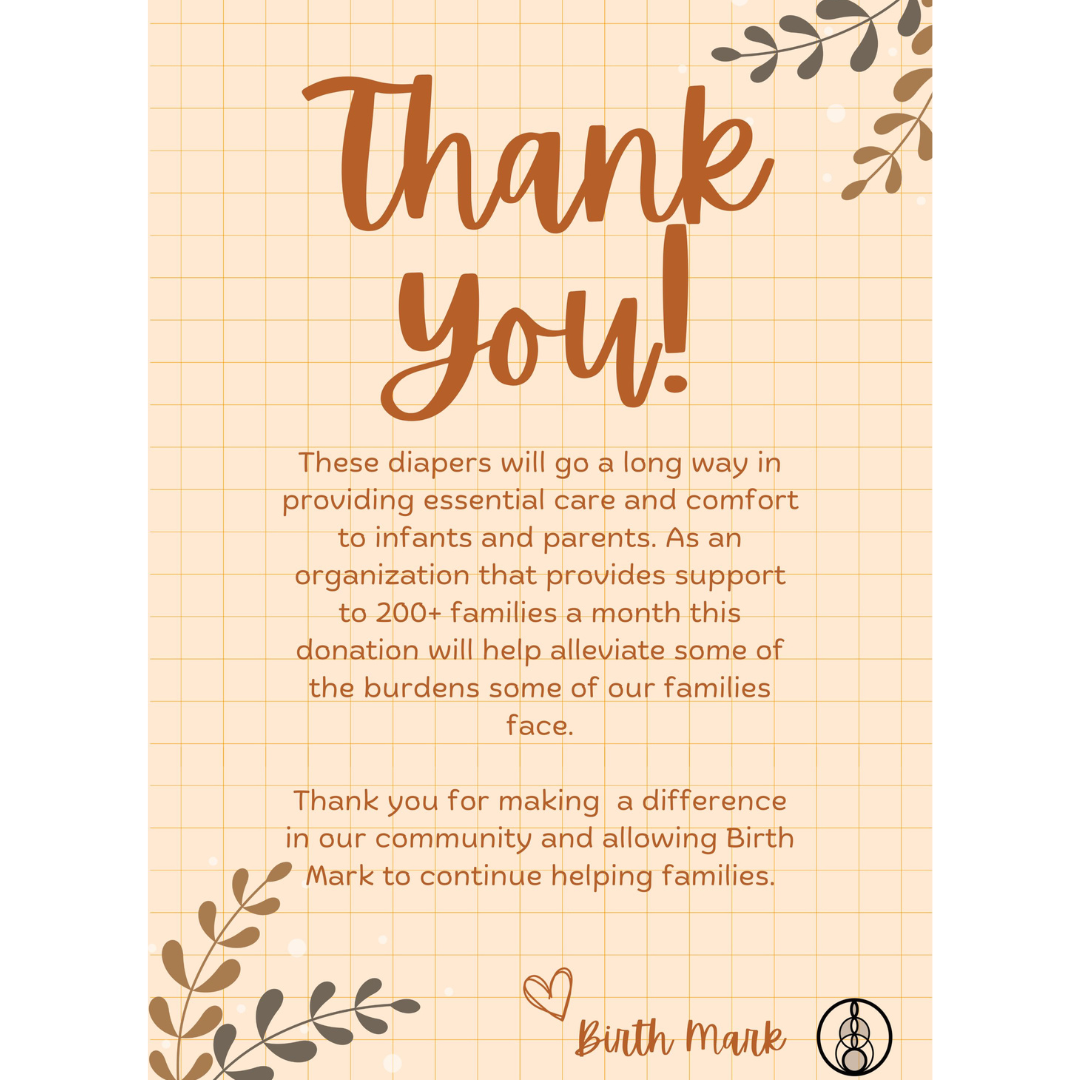 Thank
you!
These diapers will go a long way in
providing essential care and comfort
to infants and parents. As an
organization that provides support
to 200+ families a month this
donation will help alleviate some of
the burdens some of our families
face.
Thank you for making  a difference
in our community and allowing Birth
Mark to continue helping families.
Birth Mark